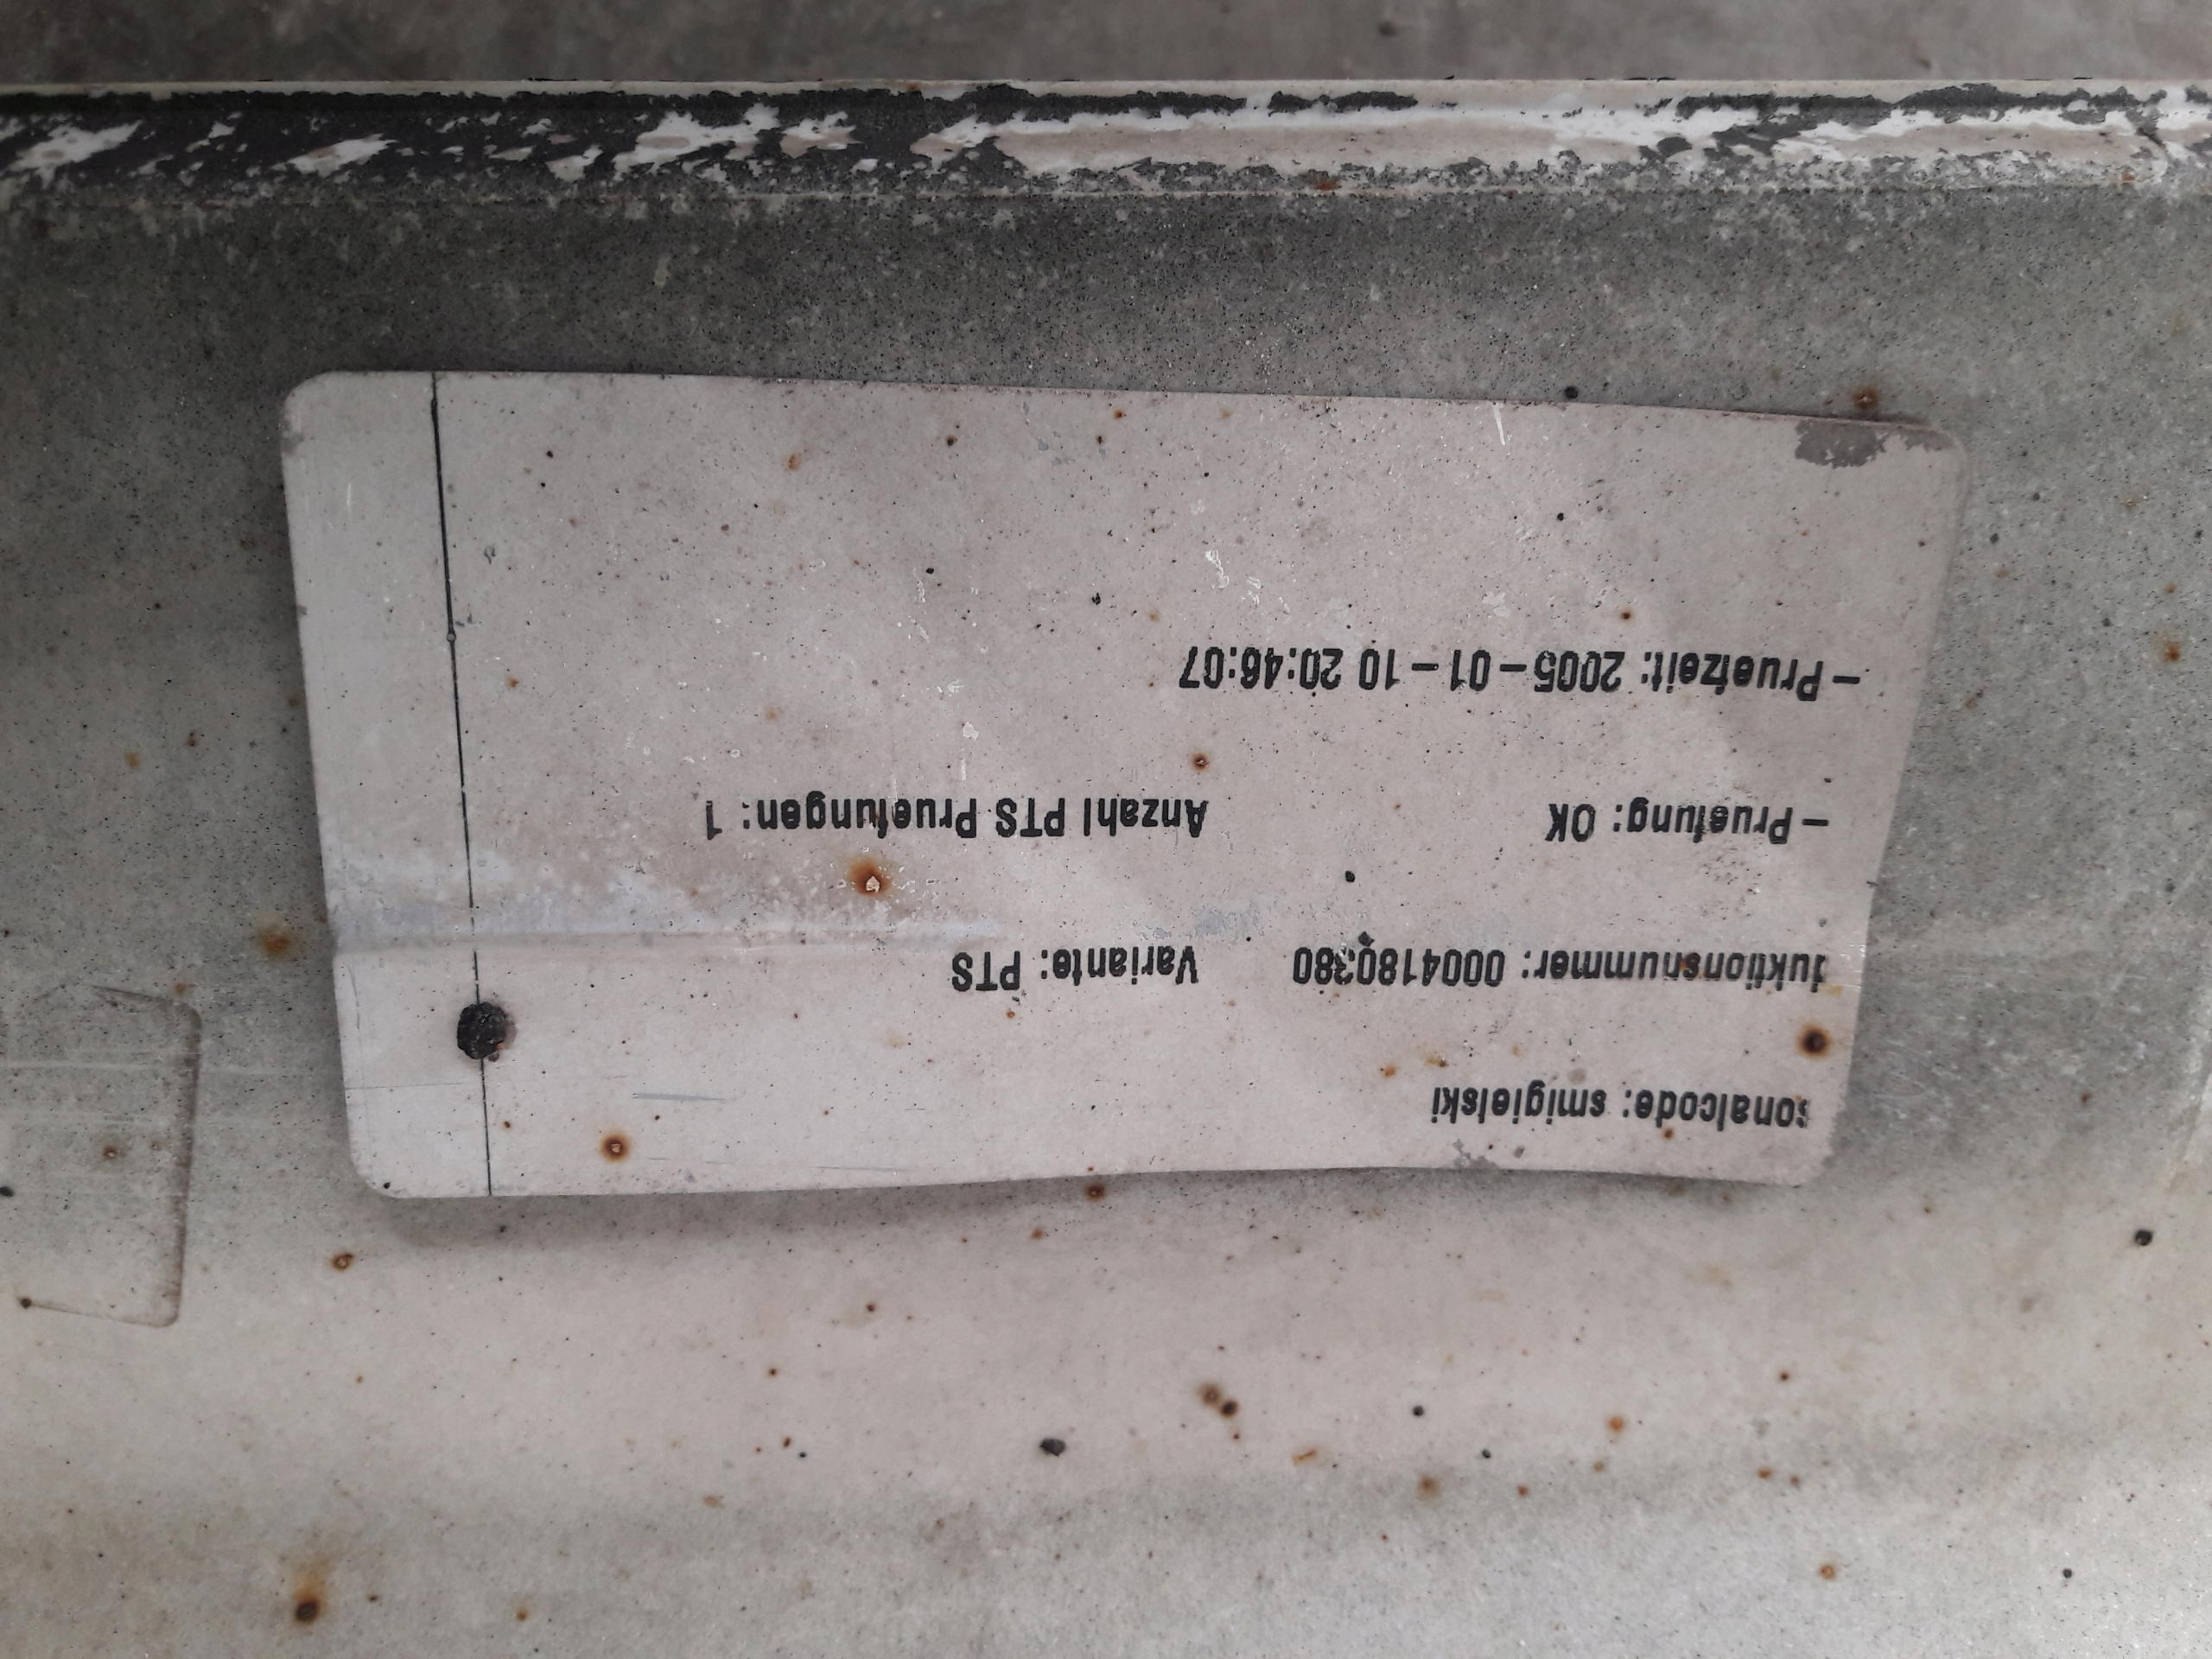 sonalcode: smigielski
duktionsnummer: 0004180380 Variante: PTS
- Pruefung: OK Anzahl PTS Pruefungen: 1
- Pruefzeit: 2005-01-10 20:46:07